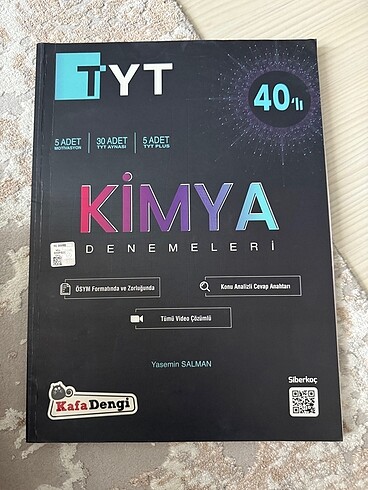 TYT
40'lı
5 ADET
MOTİVASYON
30 ADET
TYT AYNASI
5 ADET
TYT PLUS
KİMYA
DENEMELERİ
ÖSYM Formatında ve Zorluğunda
Konu Analizli Cevap Anahtarı
Tümü Video Çözümlü
Yasemin SALMAN
KafaDengi
Siberkoç